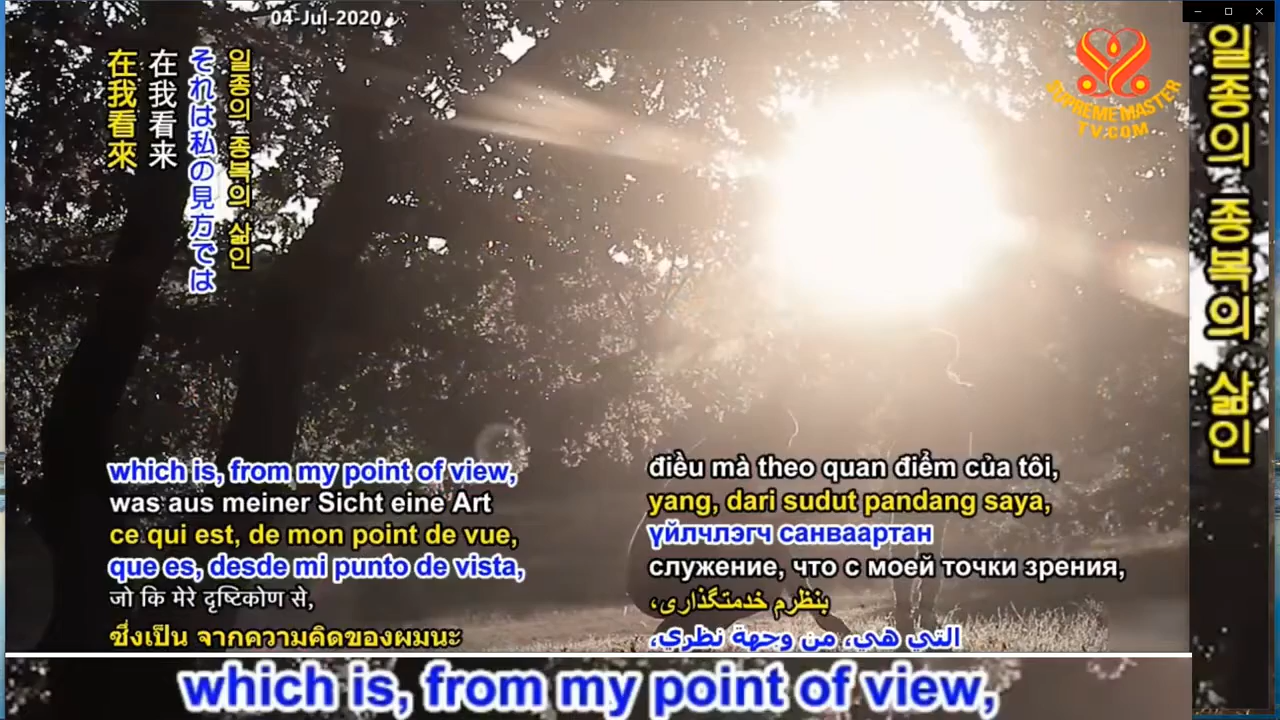 04-Jul-2020
SUPREME MASTER
TV.COM
在我看來
在我看来
それは私の見方では
일종의 종복의 삶인
which is, from my point of view,
was aus meiner Sicht eine Art
ce qui est, de mon point de vue,
que es, desde mi punto de vista,
जो कि मेरे दृष्टिकोण से,
ซึ่งเป็น จากความคิดของผมนะ
điều mà theo quan điểm của tôi,
yang, dari sudut pandang saya,
үйлчлэгч санваартан
служение, что с моей точки зрения,
بنظرم خدمتگذاری،
التي هي، من وجهة نظري،
일종의 종복의 삶인
which is, from my point of view,